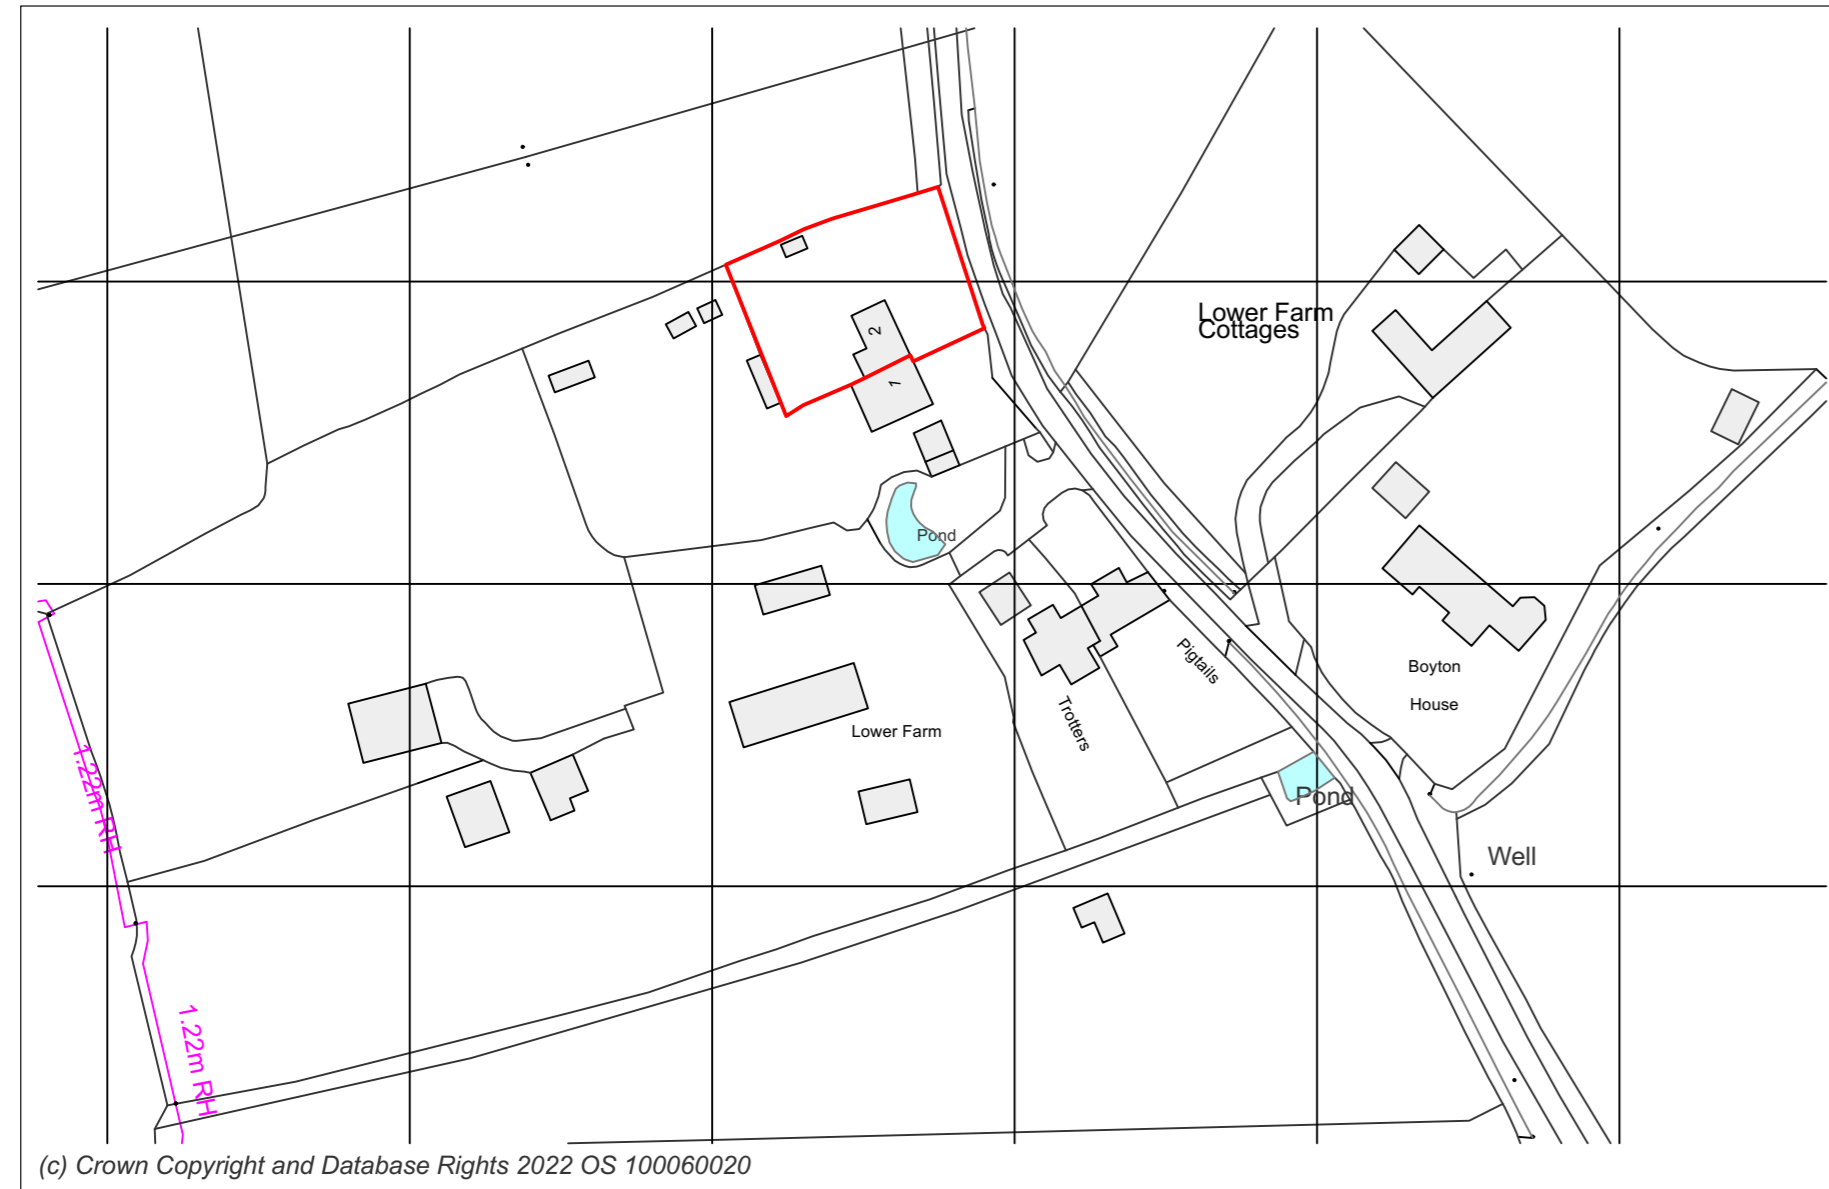 Lower Farm
Cottages
2
1
Pond
Pigtails
Boyton
House
Trotters
Lower Farm
1.22m RH
Pond
Well
1.22m RH
(c) Crown Copyright and Database Rights 2022 OS 100060020